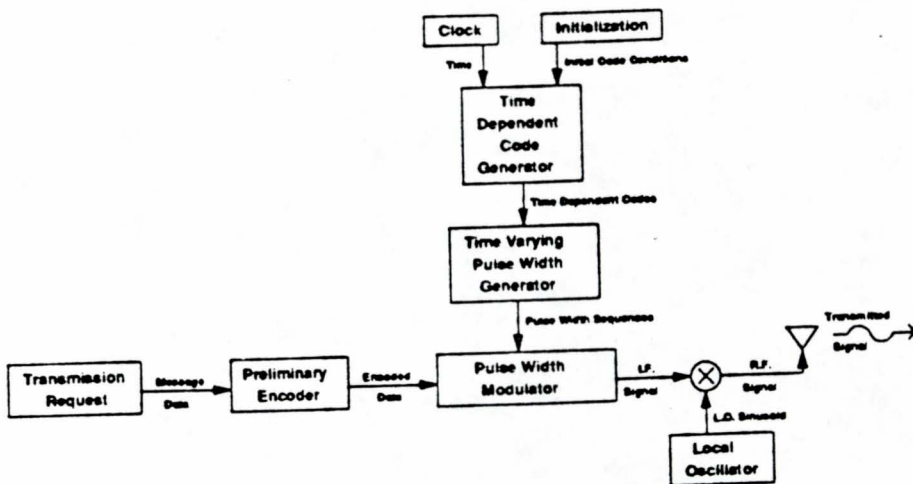 Clock
Initialization
Time
Initial Code Conditions
Time
Dependent
Code
Generator
Time Dependent Codes
Time Varying
Pulse Width
Generator
Pulse Width Sequences
Transmission
Request
Message
Data
Preliminary
Encoder
Encoded
Data
Pulse Width
Modulator
I.F.
Signal
R.F.
Signal
Transmitted
Signal
L.O. Sinusoid
Local
Oscillator